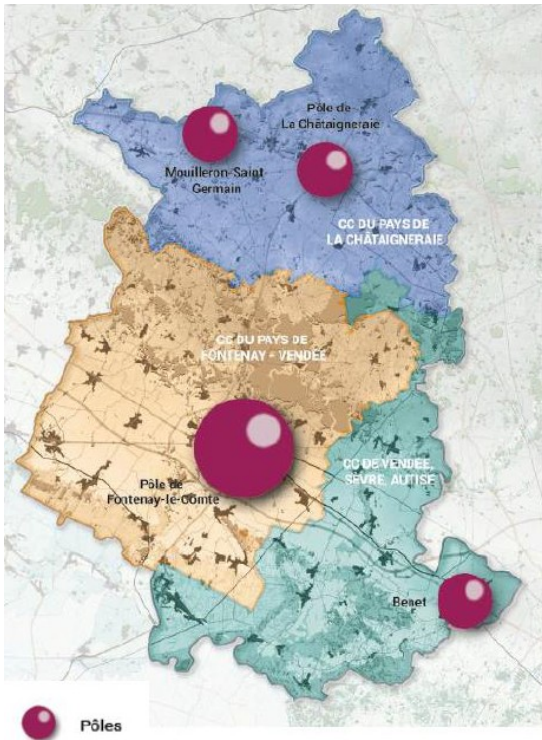 Pôle de
La Châtaigneraie
Mouilleron-Saint
Germain
CC DU PAYS DE
LA CHÂTAIGNERAIE
CC DU PAYS DE
FONTENAY - VENDÉE
CC DE VENDÉE,
SÈVRE, AUTISE
Pôle de
Fontenay-le-Comte
Benet
Pôles